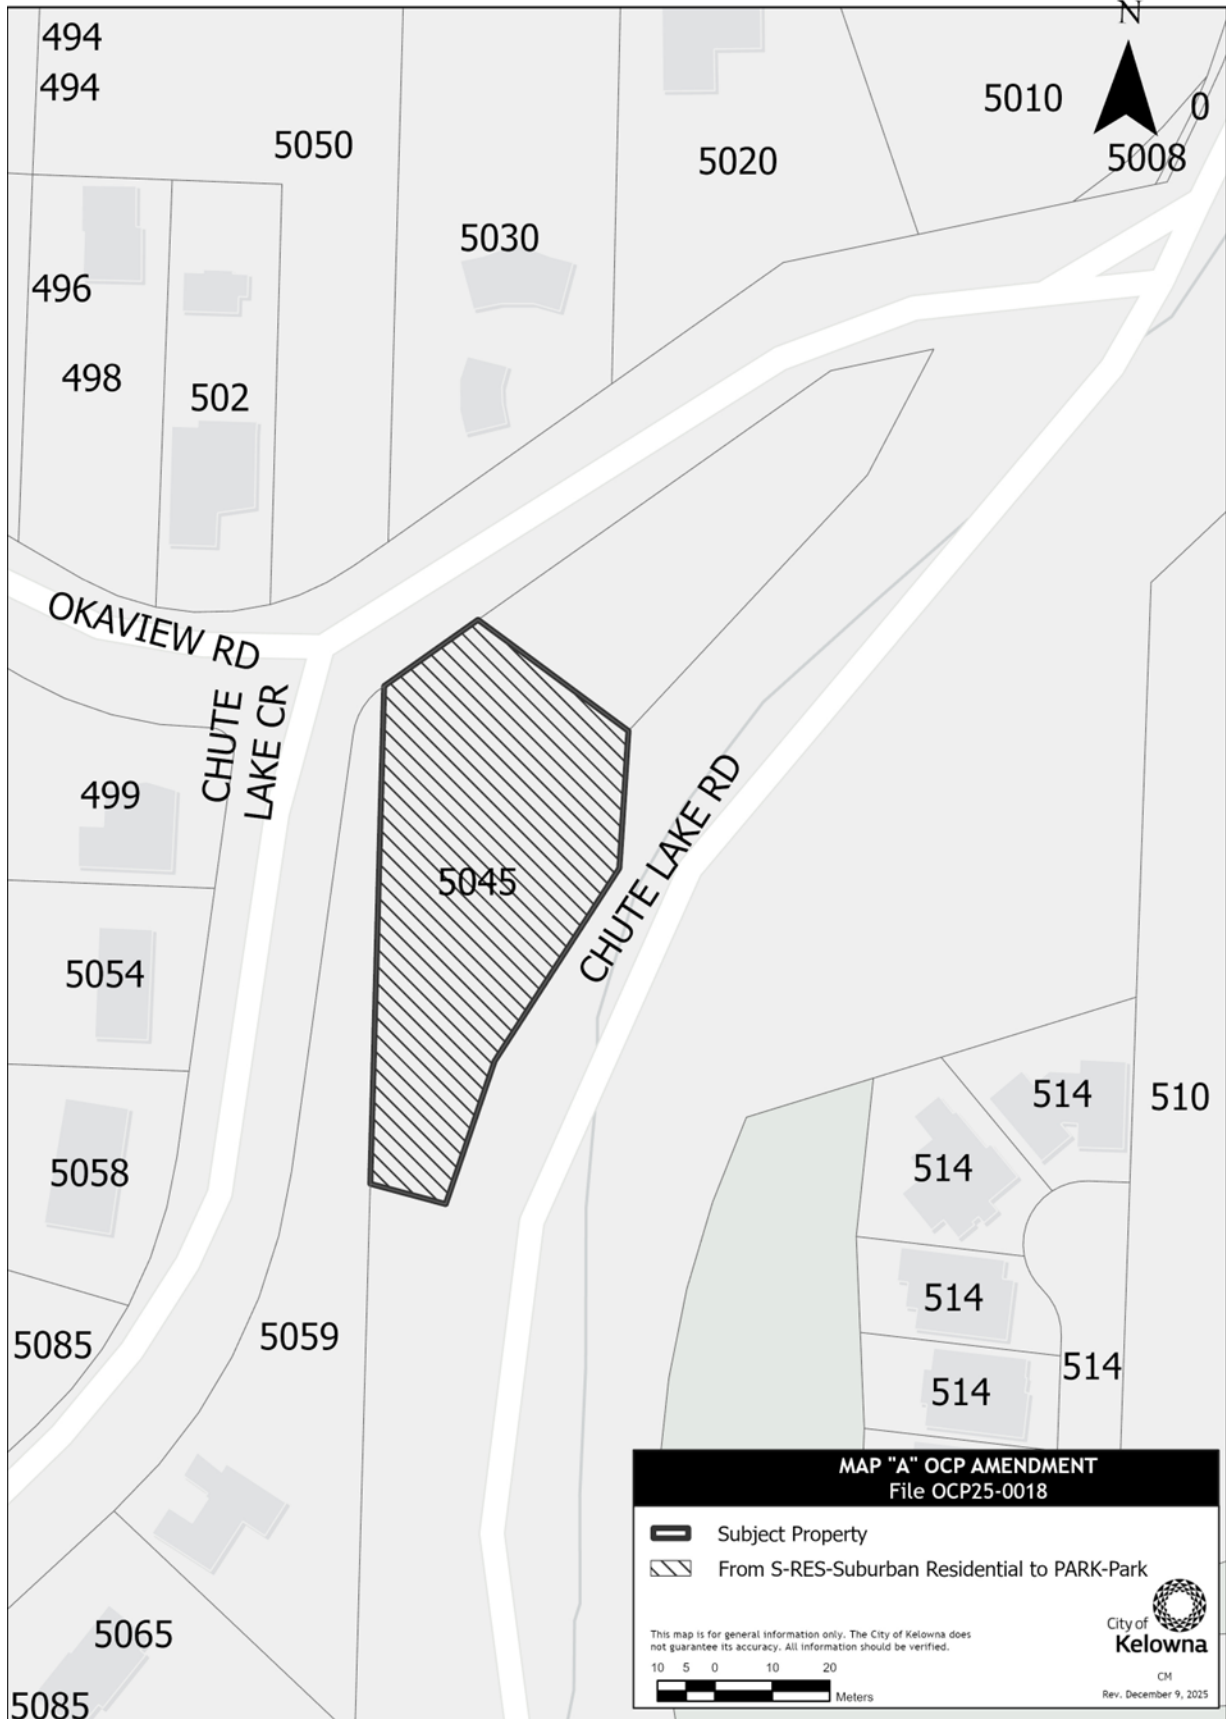 N
494
494
5050
5010
0
5008
5020
5030
496
498
502
OKAVIEW RD
CHUTE
LAKE CR
499
5045
CHUTE LAKE RD
5054
514
510
5058
514
514
5059
5085
514
514
MAP "A" OCP AMENDMENT
File OCP25-0018
Subject Property
From S-RES-Suburban Residential to PARK-Park
City of
Kelowna
This map is for general information only. The City of Kelowna does
not guarantee its accuracy. All information should be verified.
10 5 0 10 20
Meters
CM
Rev. December 9, 2025
5065
5085